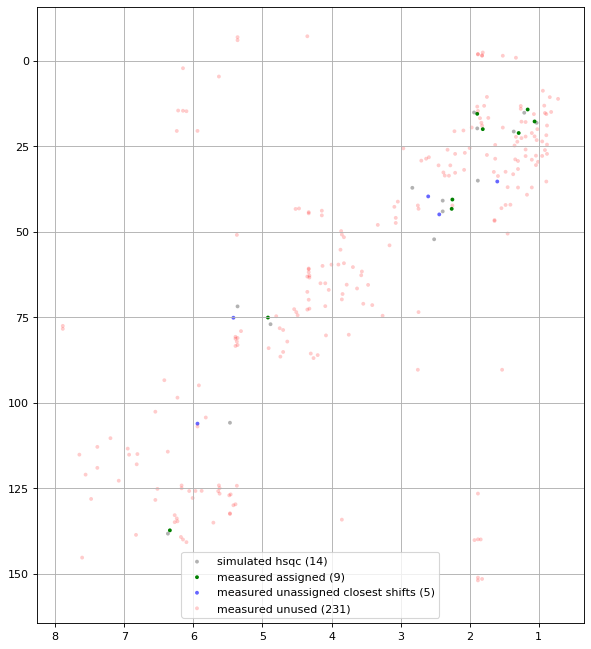 0
25
50
75
100
125
150
8 7 6 5 4 3 2 1
simulated hsqc (14)
measured assigned (9)
measured unassigned closest shifts (5)
measured unused (231)